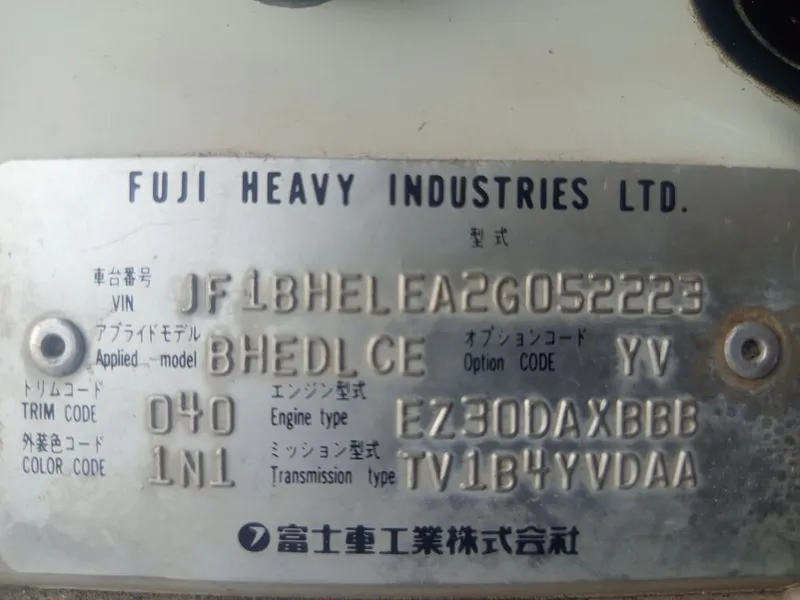 FUJI HEAVY INDUSTRIES LTD.
型式
車台番号
VIN JF1BHELEA2G052223
アプライドモデル オプションコード
Applied model BHEDLCE Option CODE YV
トリムコード エンジン型式
TRIM CODE 040 Engine type EZ30DAXBBB
外装色コード ミッション型式
COLOR CODE 1N1 Transmission type TV1B4YVDAA
富士重工業株式会社